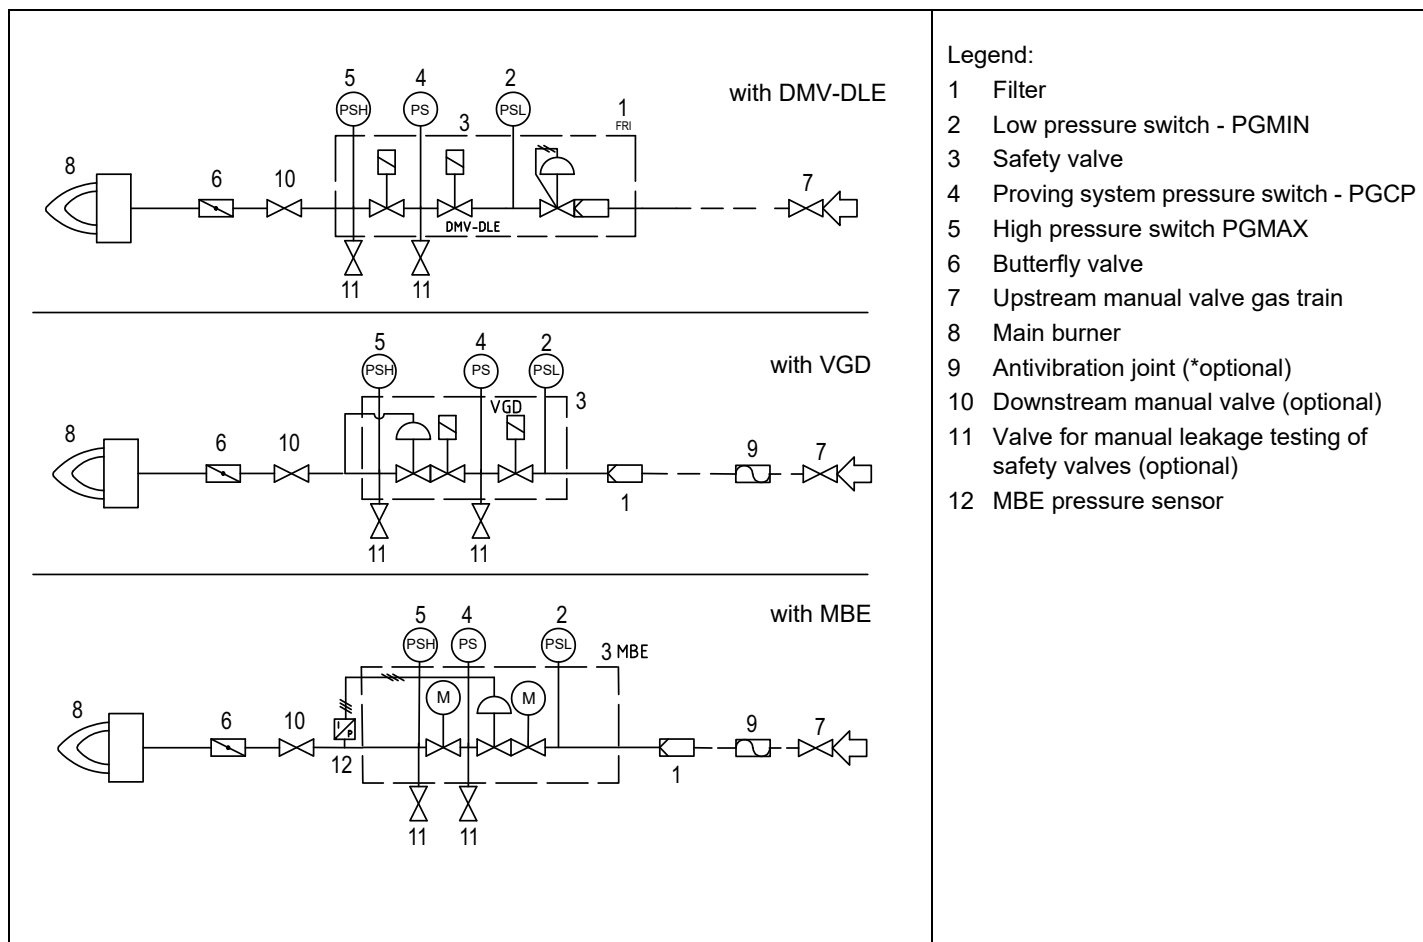 with DMV-DLE
5 4 2 1
PSH PS PSL FRI
3
8 6 10 7
DMV-DLE
11 11
with VGD
5 4 2
PSH PS PSL
VGD 3
8 6 10 9 7
1
11 11
with MBE
5 4 2
PSH PS PSL
3 MBE
M M
8 6 10 9 7
I P
12 1
11 11
Legend:
1 Filter
2 Low pressure switch - PGMIN
3 Safety valve
4 Proving system pressure switch - PGCP
5 High pressure switch PGMAX
6 Butterfly valve
7 Upstream manual valve gas train
8 Main burner
9 Antivibration joint (*optional)
10 Downstream manual valve (optional)
11 Valve for manual leakage testing of
safety valves (optional)
12 MBE pressure sensor